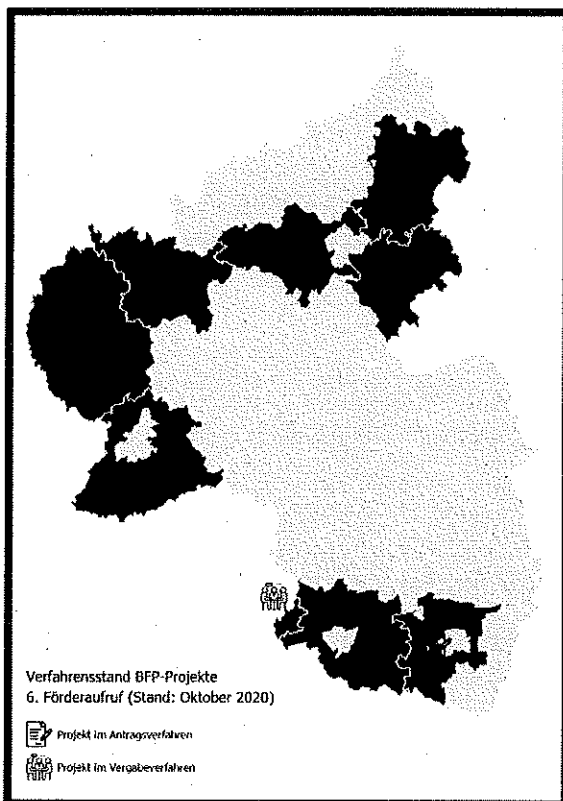 Verfahrensstand BFP-Projekte
6. Förderaufruf (Stand: Oktober 2020)
Projekt im Antragsverfahren
Projekt im Vergabeverfahren